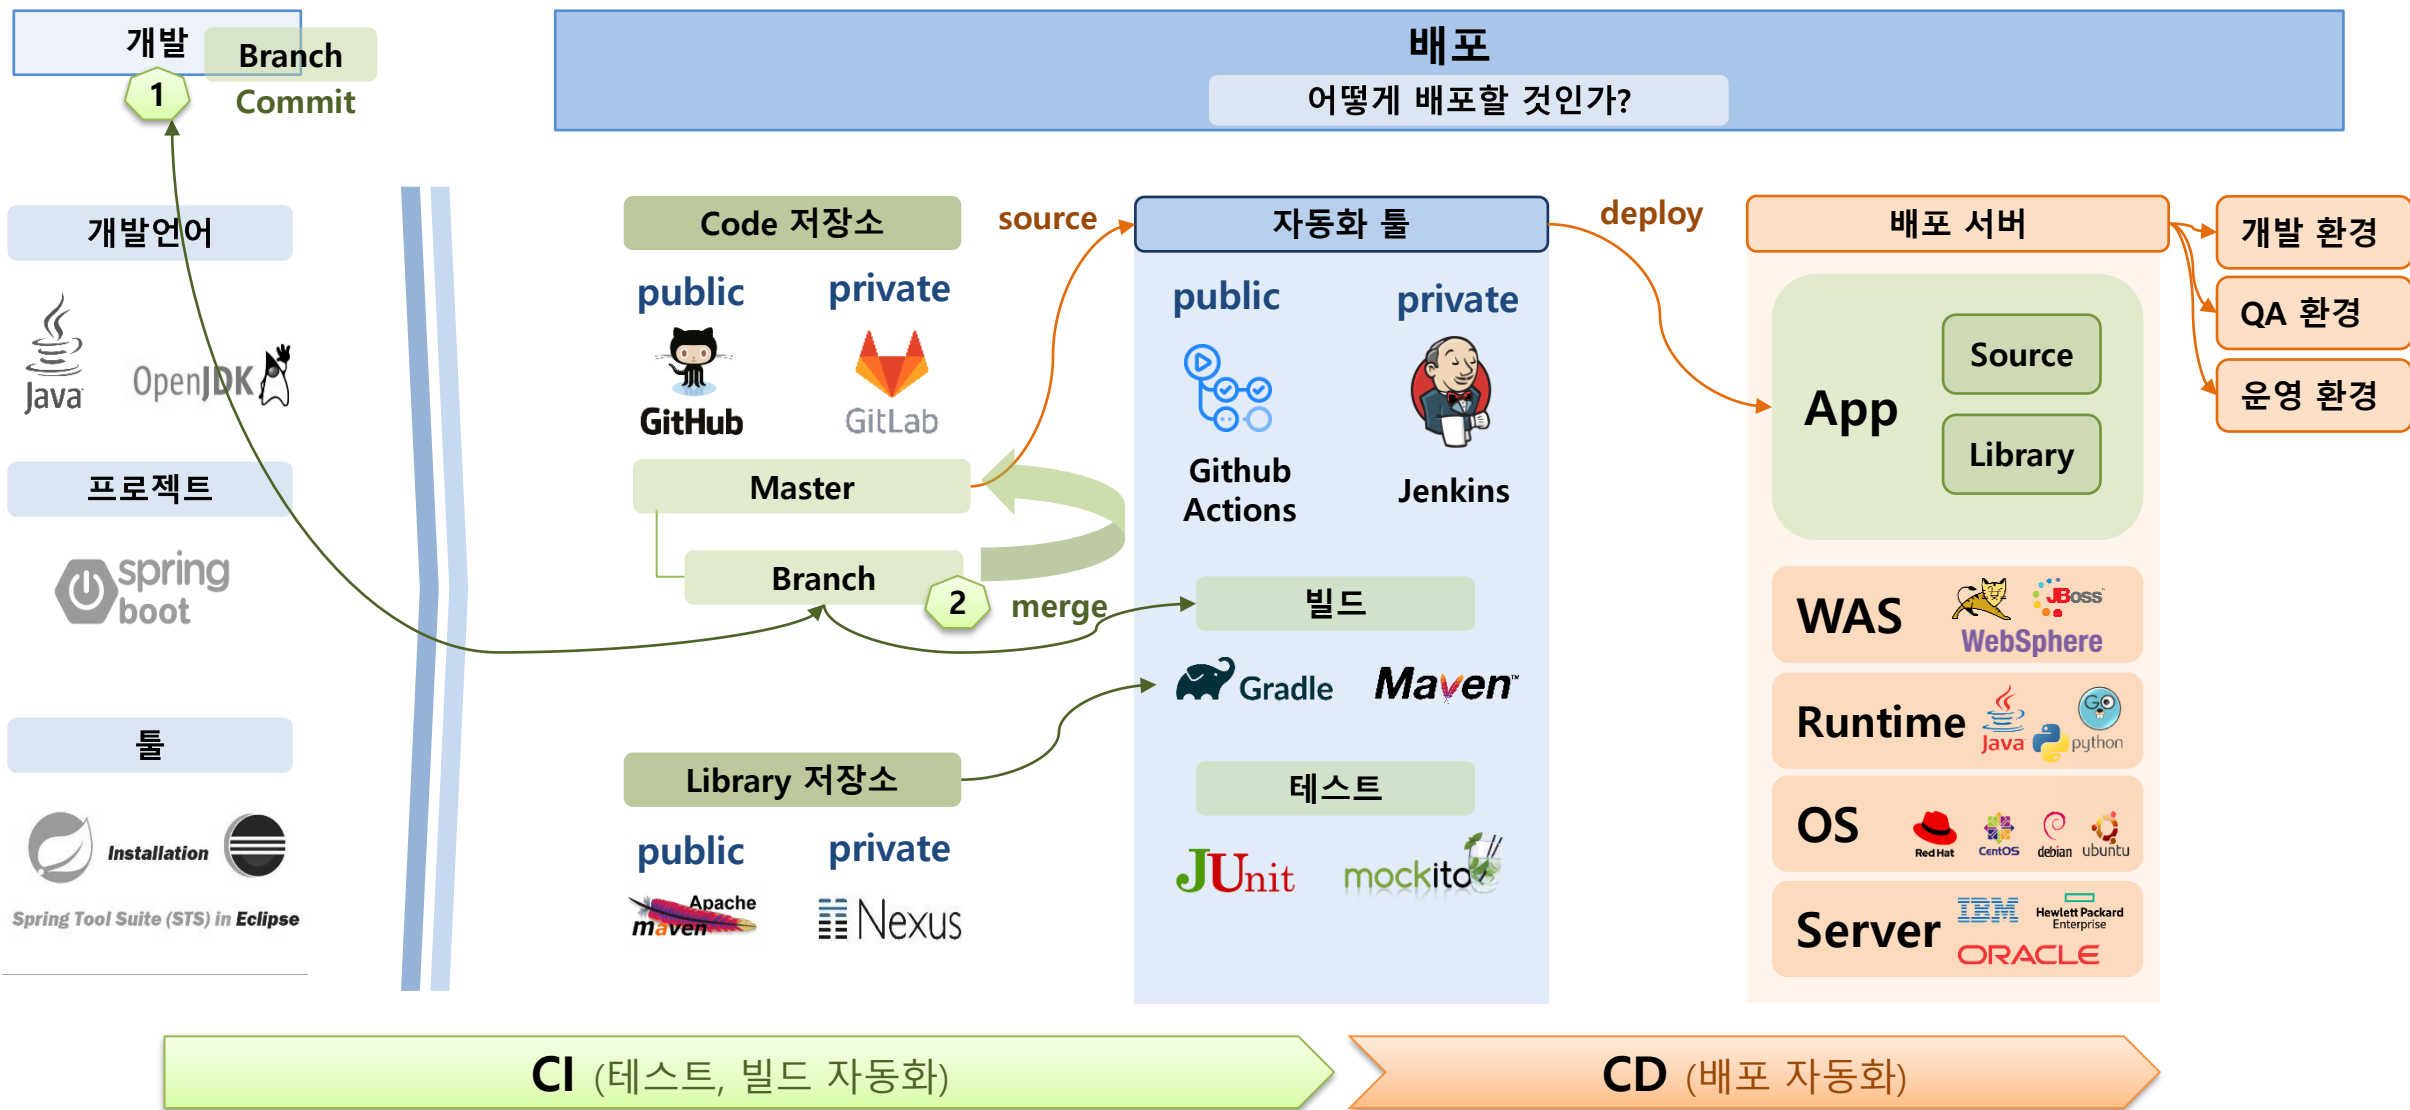 개발
Branch
1
Commit
배포
어떻게 배포할 것인가?
개발언어
Java
OpenJDK
프로젝트
spring
boot
툴
Installation
Spring Tool Suite (STS) in Eclipse
Code 저장소
public
private
GitHub
GitLab
Master
Branch
2
merge
source
Library 저장소
public
private
Apache
maven
Nexus
자동화 툴
public
private
Github
Actions
Jenkins
빌드
Gradle
Maven™
테스트
JUnit
mockito
deploy
배포 서버
App
Source
Library
WAS
JBoss
WebSphere
Runtime
Java
GO
python
OS
Red Hat
CentOS
debian
ubuntu
Server
IBM
Hewlett Packard
Enterprise
ORACLE
개발 환경
QA 환경
운영 환경
CI (테스트, 빌드 자동화)
CD (배포 자동화)